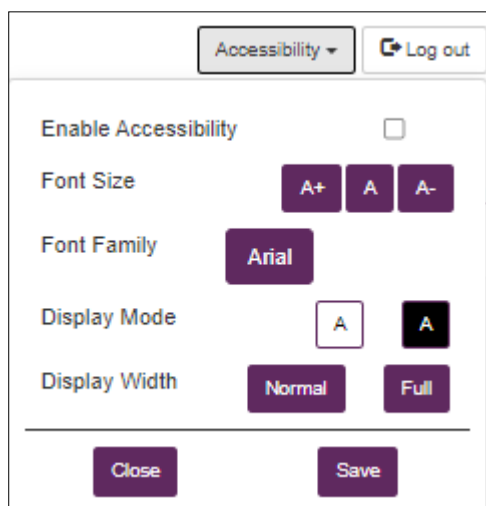 Accessibility Log out
Enable Accessibility
Font Size A+ A A-
Font Family Arial
Display Mode A A
Display Width Normal Full
Close Save